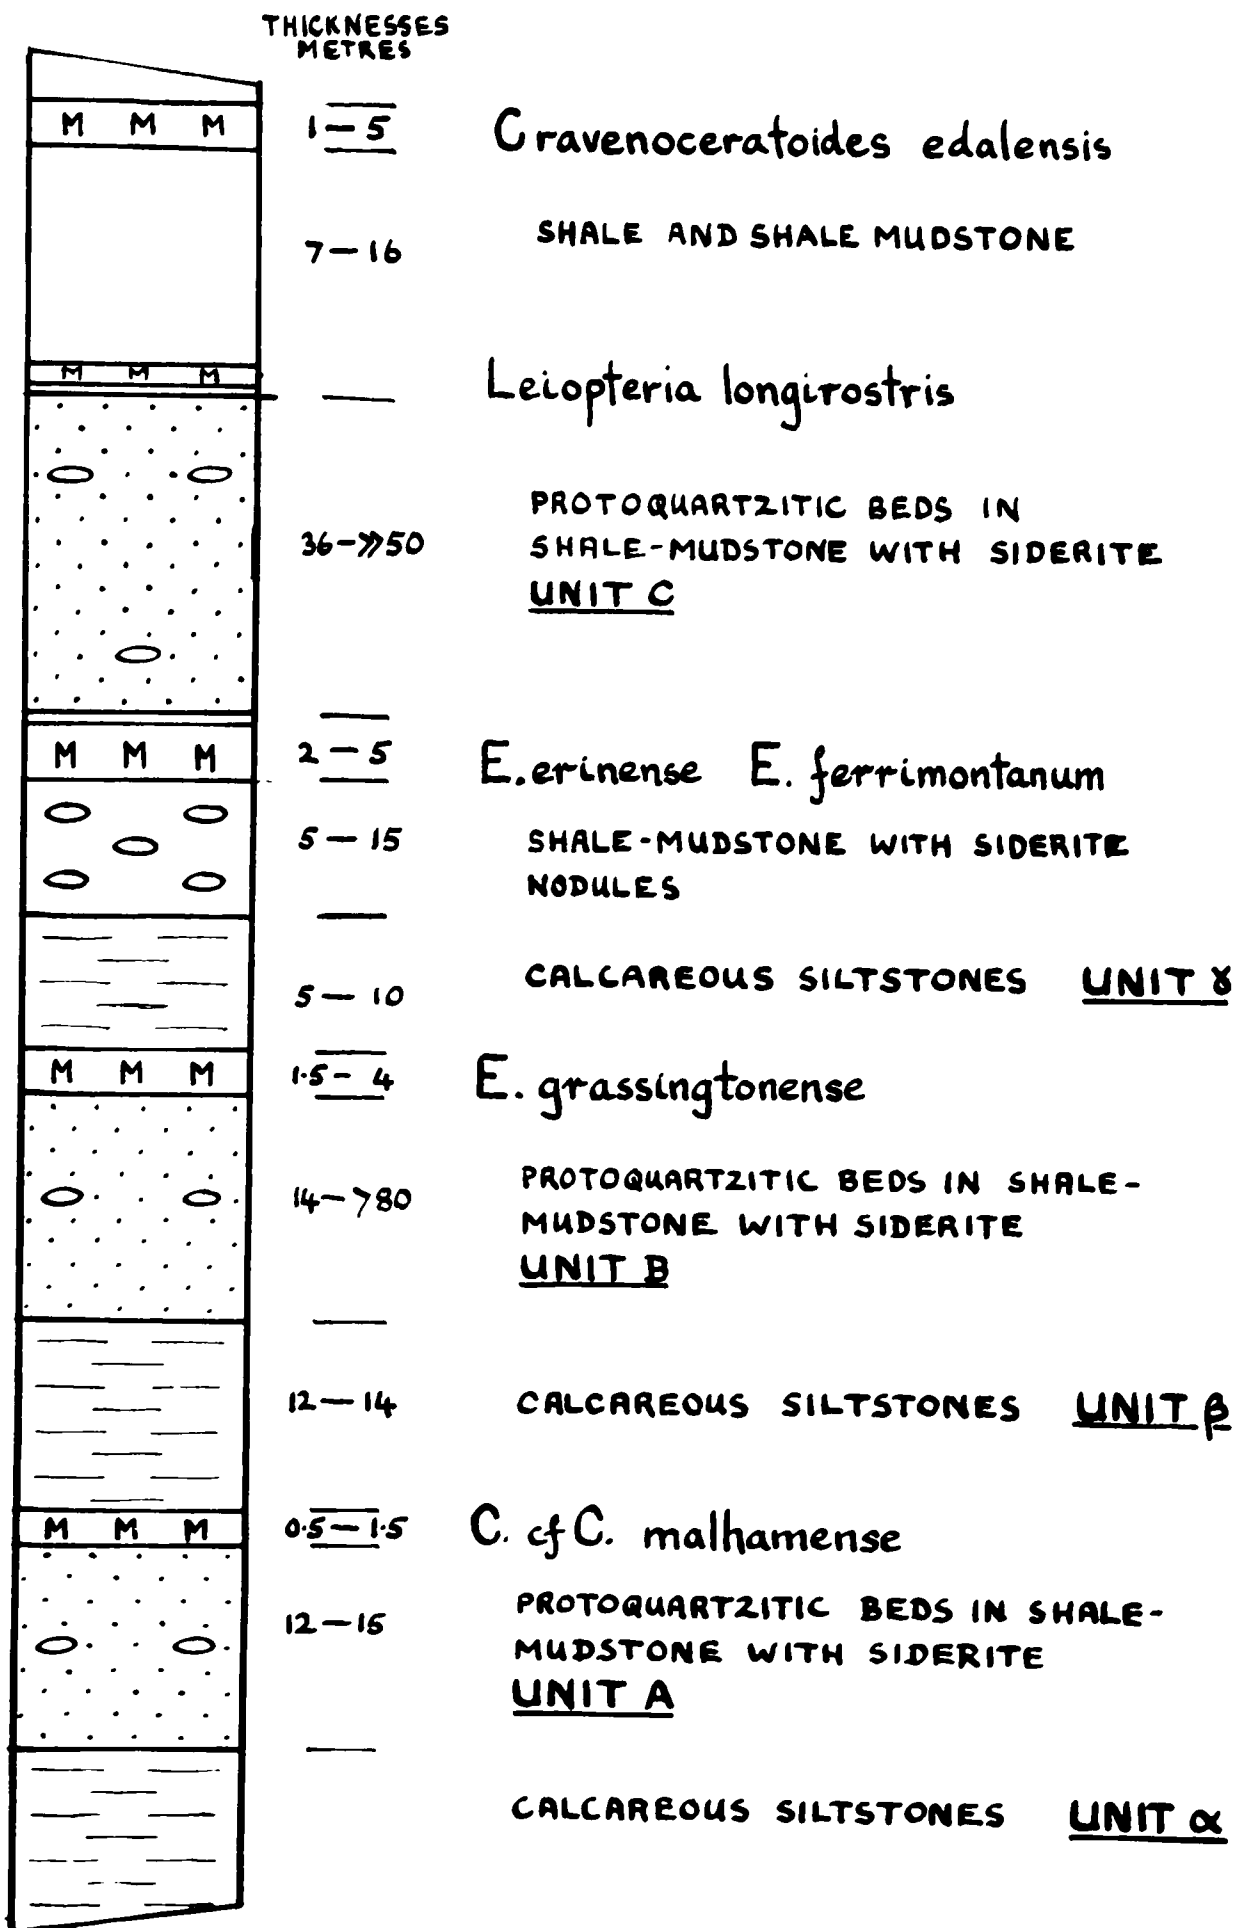 THICKNESSES
METRES
M M M
1 — 5
Cravenoceratoides edalensis
7 — 16
SHALE AND SHALE MUDSTONE
M M M
Leiopteria longirostris
36 - >>50
PROTOQUARTZITIC BEDS IN
SHALE-MUDSTONE WITH SIDERITE
UNIT C
M M M
2 — 5
E. erinense E. ferrimontanum
5 — 15
SHALE-MUDSTONE WITH SIDERITE
NODULES
5 — 10
CALCAREOUS SILTSTONES UNIT γ
M M M
1·5 - 4
E. grassingtonense
14 - >80
PROTOQUARTZITIC BEDS IN SHALE-
MUDSTONE WITH SIDERITE
UNIT B
12 — 14
CALCAREOUS SILTSTONES UNIT β
M M M
0·5 — 1·5
C. cf C. malhamense
12 — 15
PROTOQUARTZITIC BEDS IN SHALE-
MUDSTONE WITH SIDERITE
UNIT A
CALCAREOUS SILTSTONES UNIT α